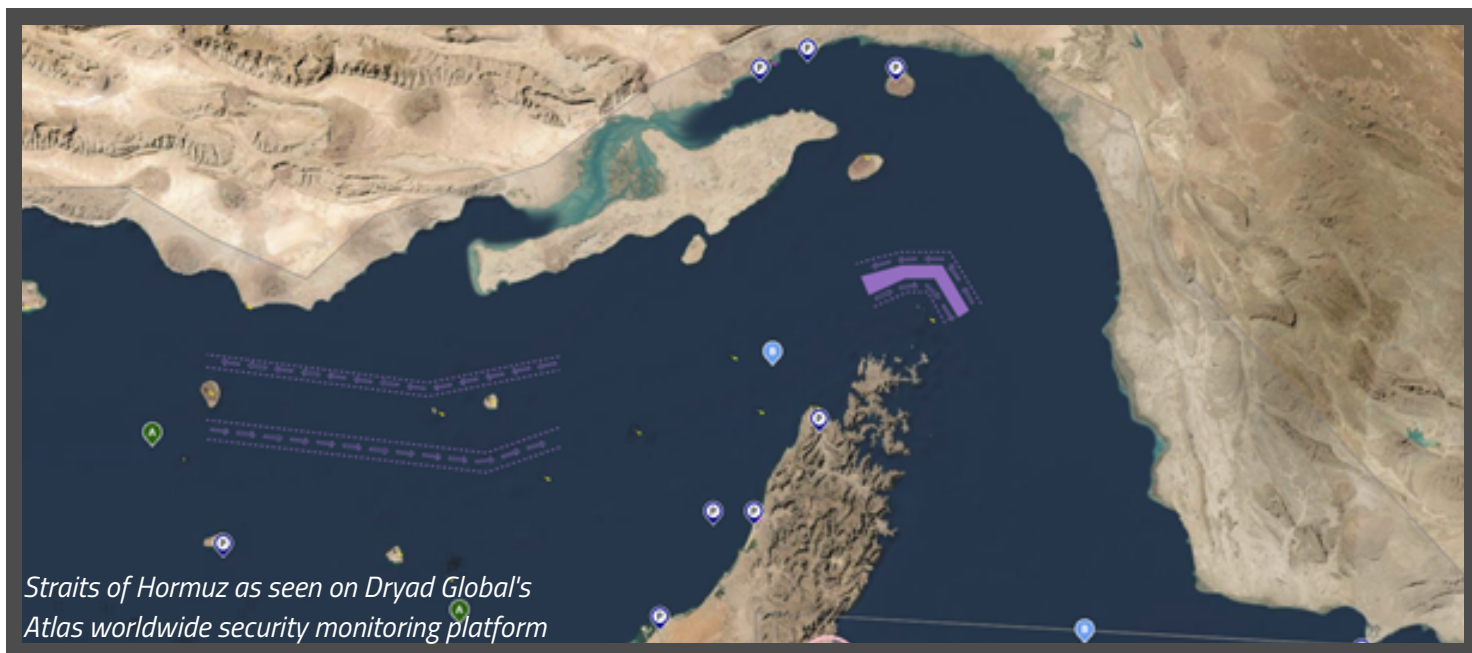 P
P
P
B
P
A
P
P
P
A
P
B
Straits of Hormuz as seen on Dryad Global's
Atlas worldwide security monitoring platform